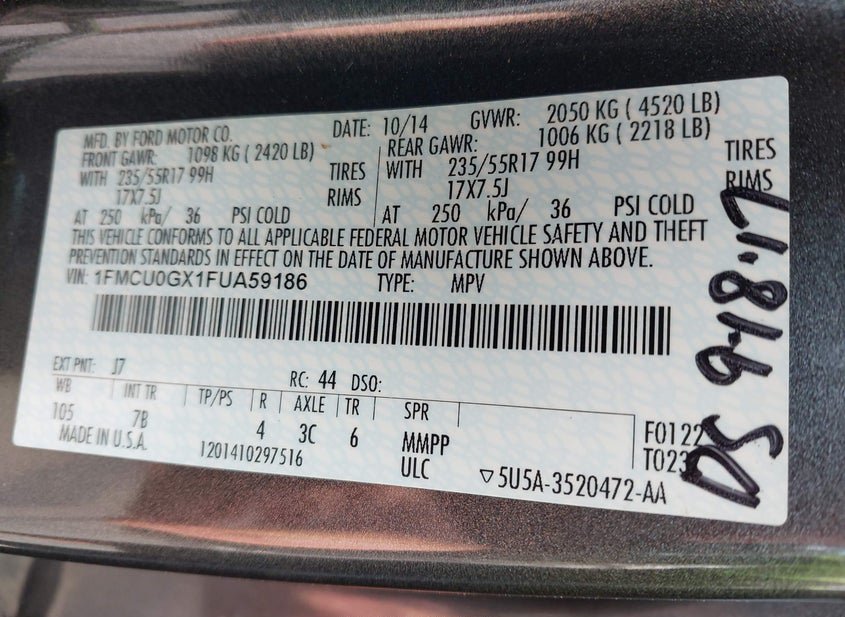 MFD. BY FORD MOTOR CO. DATE: 10/14 GVWR: 2050 KG ( 4520 LB)
FRONT GAWR: 1098 KG ( 2420 LB) REAR GAWR: 1006 KG ( 2218 LB)
WITH 235/55R17 99H TIRES WITH 235/55R17 99H TIRES
17X7.5J RIMS 17X7.5J RIMS
AT 250 kPa/ 36 PSI COLD AT 250 kPa/ 36 PSI COLD
THIS VEHICLE CONFORMS TO ALL APPLICABLE FEDERAL MOTOR VEHICLE SAFETY AND THEFT
PREVENTION STANDARDS IN EFFECT ON THE DATE OF MANUFACTURE SHOWN ABOVE.
VIN: 1FMCU0GX1FUA59186 TYPE: MPV
EXT PNT: J7 RC: 44 DSO:
WB INT TR TP/PS R AXLE TR SPR
105 7B 4 3C 6 MMPP F0122
MADE IN U.S.A. 1201410297516 ULC T023
5U5A-3520472-AA
DS